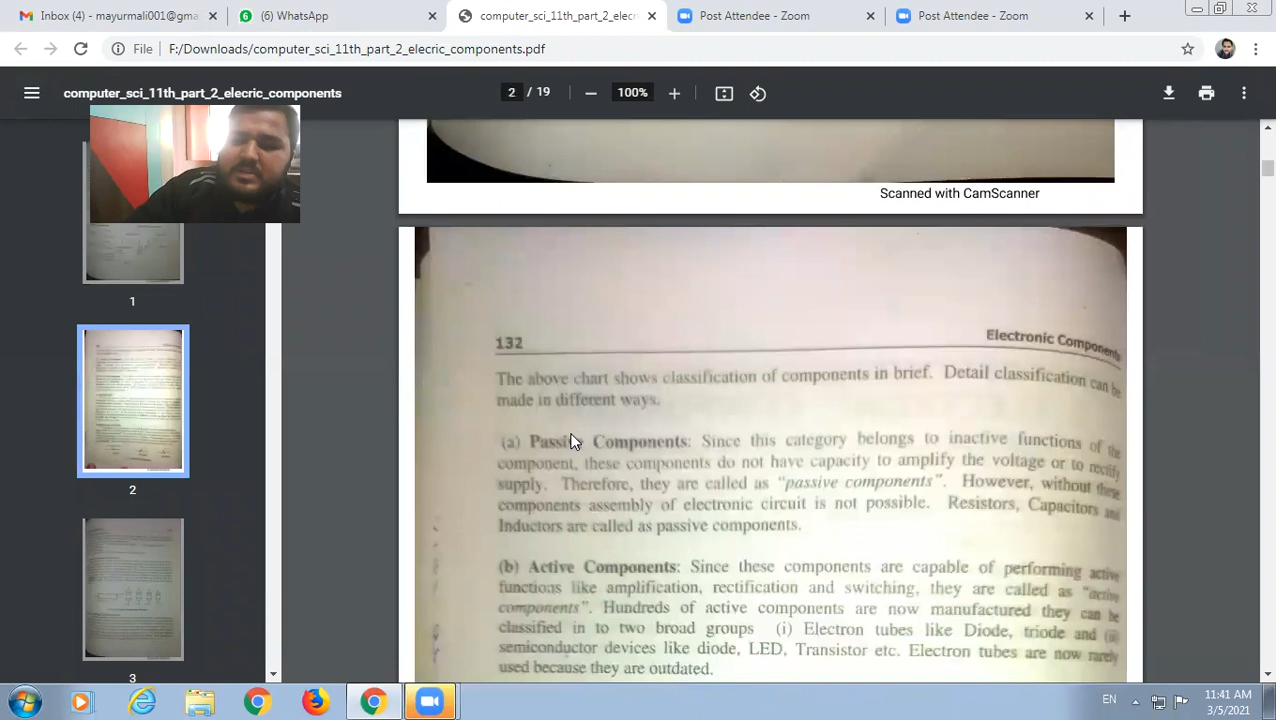 Inbox (4) - mayurmali001@gma
(6) WhatsApp
computer_sci_11th_part_2_elecri
Post Attendee - Zoom
Post Attendee - Zoom
File
F:/Downloads/computer_sci_11th_part_2_elecric_components.pdf
computer_sci_11th_part_2_elecric_components
2 / 19
100%
Scanned with CamScanner
132
Electronic Components
The above chart shows classification of components in brief. Detail classification can be
made in different ways.
(a) Passive Components: Since this category belongs to inactive functions of the
component, these components do not have capacity to amplify the voltage or to rectify
supply. Therefore, they are called as "passive components". However, without these
components assembly of electronic circuit is not possible. Resistors, Capacitors and
Inductors are called as passive components.
(b) Active Components: Since these components are capable of performing active
functions like amplification, rectification and switching, they are called as "active
components". Hundreds of active components are now manufactured they can be
classified in to two broad groups (i) Electron tubes like Diode, triode and (ii)
semiconductor devices like diode, LED, Transistor etc. Electron tubes are now rarely
used because they are outdated.
1
2
3
EN
11:41 AM
3/5/2021